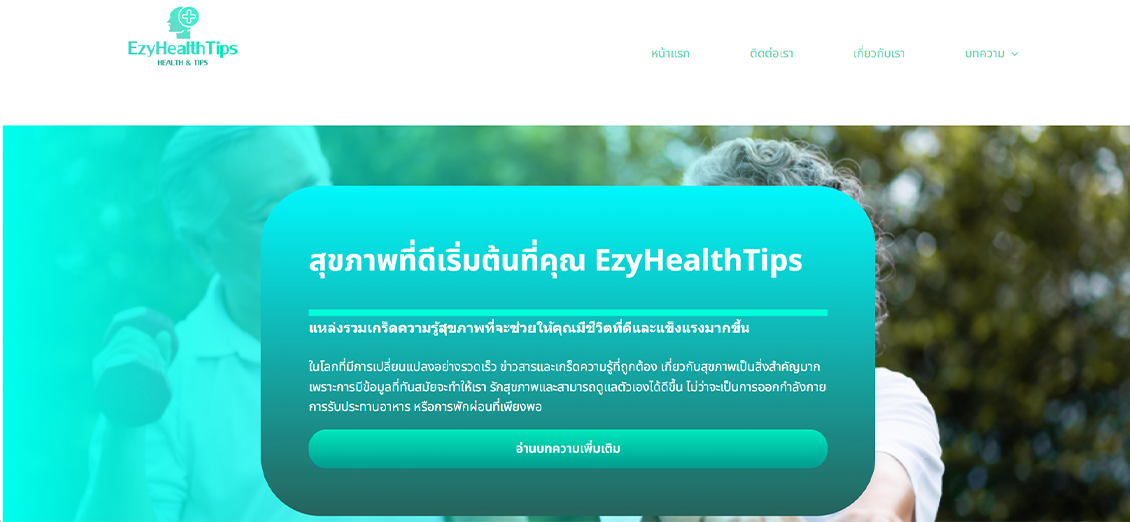 EzyHealthTips
HEALTH & TIPS
หน้าแรก
ติดต่อเรา
เกี่ยวกับเรา
บทความ
สุขภาพที่ดีเริ่มต้นที่คุณ EzyHealthTips
แหล่งรวมเกร็ดความรู้สุขภาพที่จะช่วยให้คุณมีชีวิตที่ดีและแข็งแรงมากขึ้น
ในโลกที่มีการเปลี่ยนแปลงอย่างรวดเร็ว ข่าวสารและเกร็ดความรู้ที่ถูกต้อง เกี่ยวกับสุขภาพเป็นสิ่งสำคัญมาก
เพราะการมีข้อมูลที่ทันสมัยจะทำให้เรา รักสุขภาพและสามารถดูแลตัวเองได้ดีขึ้น ไม่ว่าจะเป็นการออกกำลังกาย
การรับประทานอาหาร หรือการพักผ่อนที่เพียงพอ
อ่านบทความเพิ่มเติม